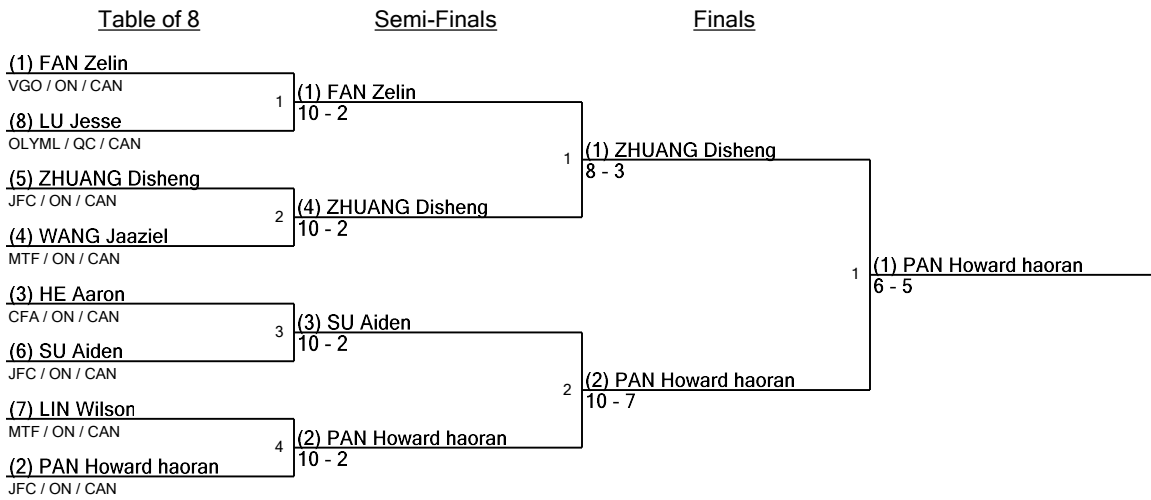 Table of 8
Semi-Finals
Finals
(1) FAN Zelin
VGO / ON / CAN
1
(1) FAN Zelin
10 - 2
(8) LU Jesse
OLYML / QC / CAN
1
(1) ZHUANG Disheng
8 - 3
(5) ZHUANG Disheng
JFC / ON / CAN
2
(4) ZHUANG Disheng
10 - 2
(4) WANG Jaaziel
MTF / ON / CAN
1
(1) PAN Howard haoran
6 - 5
(3) HE Aaron
CFA / ON / CAN
3
(3) SU Aiden
10 - 2
(6) SU Aiden
JFC / ON / CAN
2
(2) PAN Howard haoran
10 - 7
(7) LIN Wilson
MTF / ON / CAN
4
(2) PAN Howard haoran
10 - 2
(2) PAN Howard haoran
JFC / ON / CAN